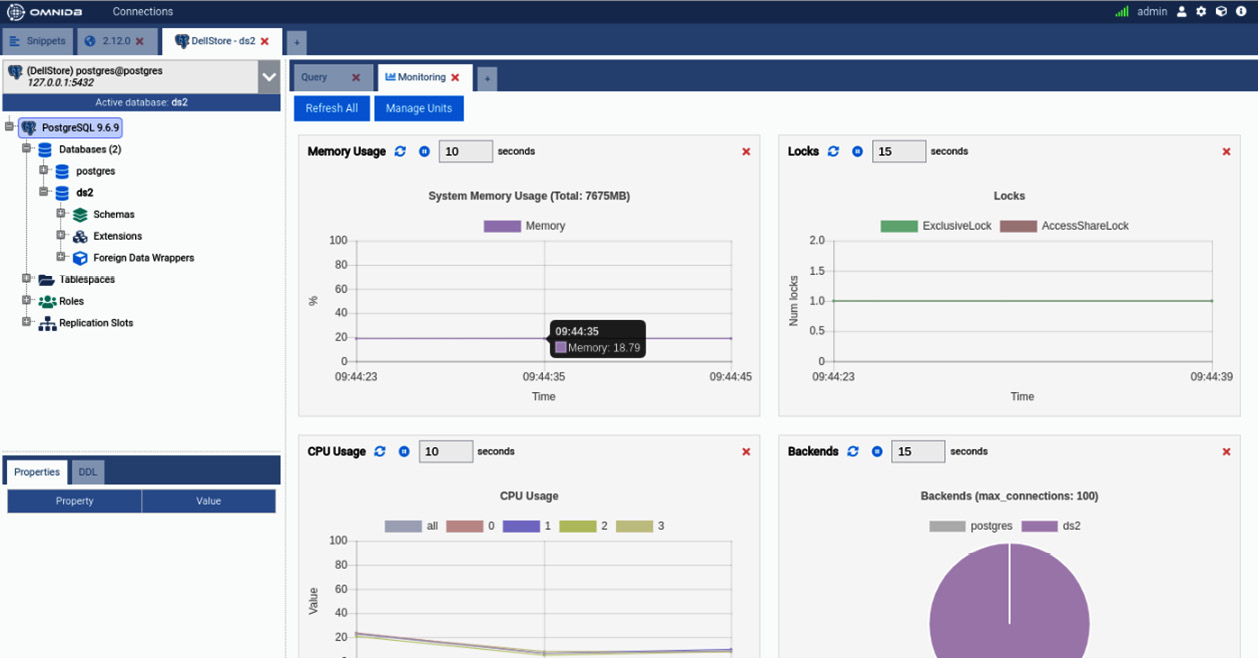 OMNIDB Connections admin
Snippets 2.12.0 DellStore - ds2 +
(DellStore) postgres@postgres
127.0.0.1:5432
Active database: ds2
PostgreSQL 9.6.9
Databases (2)
postgres
ds2
Schemas
Extensions
Foreign Data Wrappers
Tablespaces
Roles
Replication Slots
Properties DDL
Property Value
Query Monitoring +
Refresh All Manage Units
Memory Usage 10 seconds
System Memory Usage (Total: 7675MB)
Memory
100
80
60
40
20
0
%
09:44:35
Memory: 18.79
09:44:23 09:44:35 09:44:45
Time
Locks 15 seconds
Locks
ExclusiveLock AccessShareLock
2.0
1.5
1.0
0.5
0
Num locks
09:44:23 09:44:39
Time
CPU Usage 10 seconds
CPU Usage
all 0 1 2 3
100
80
60
40
20
Value
Backends 15 seconds
Backends (max_connections: 100)
postgres ds2